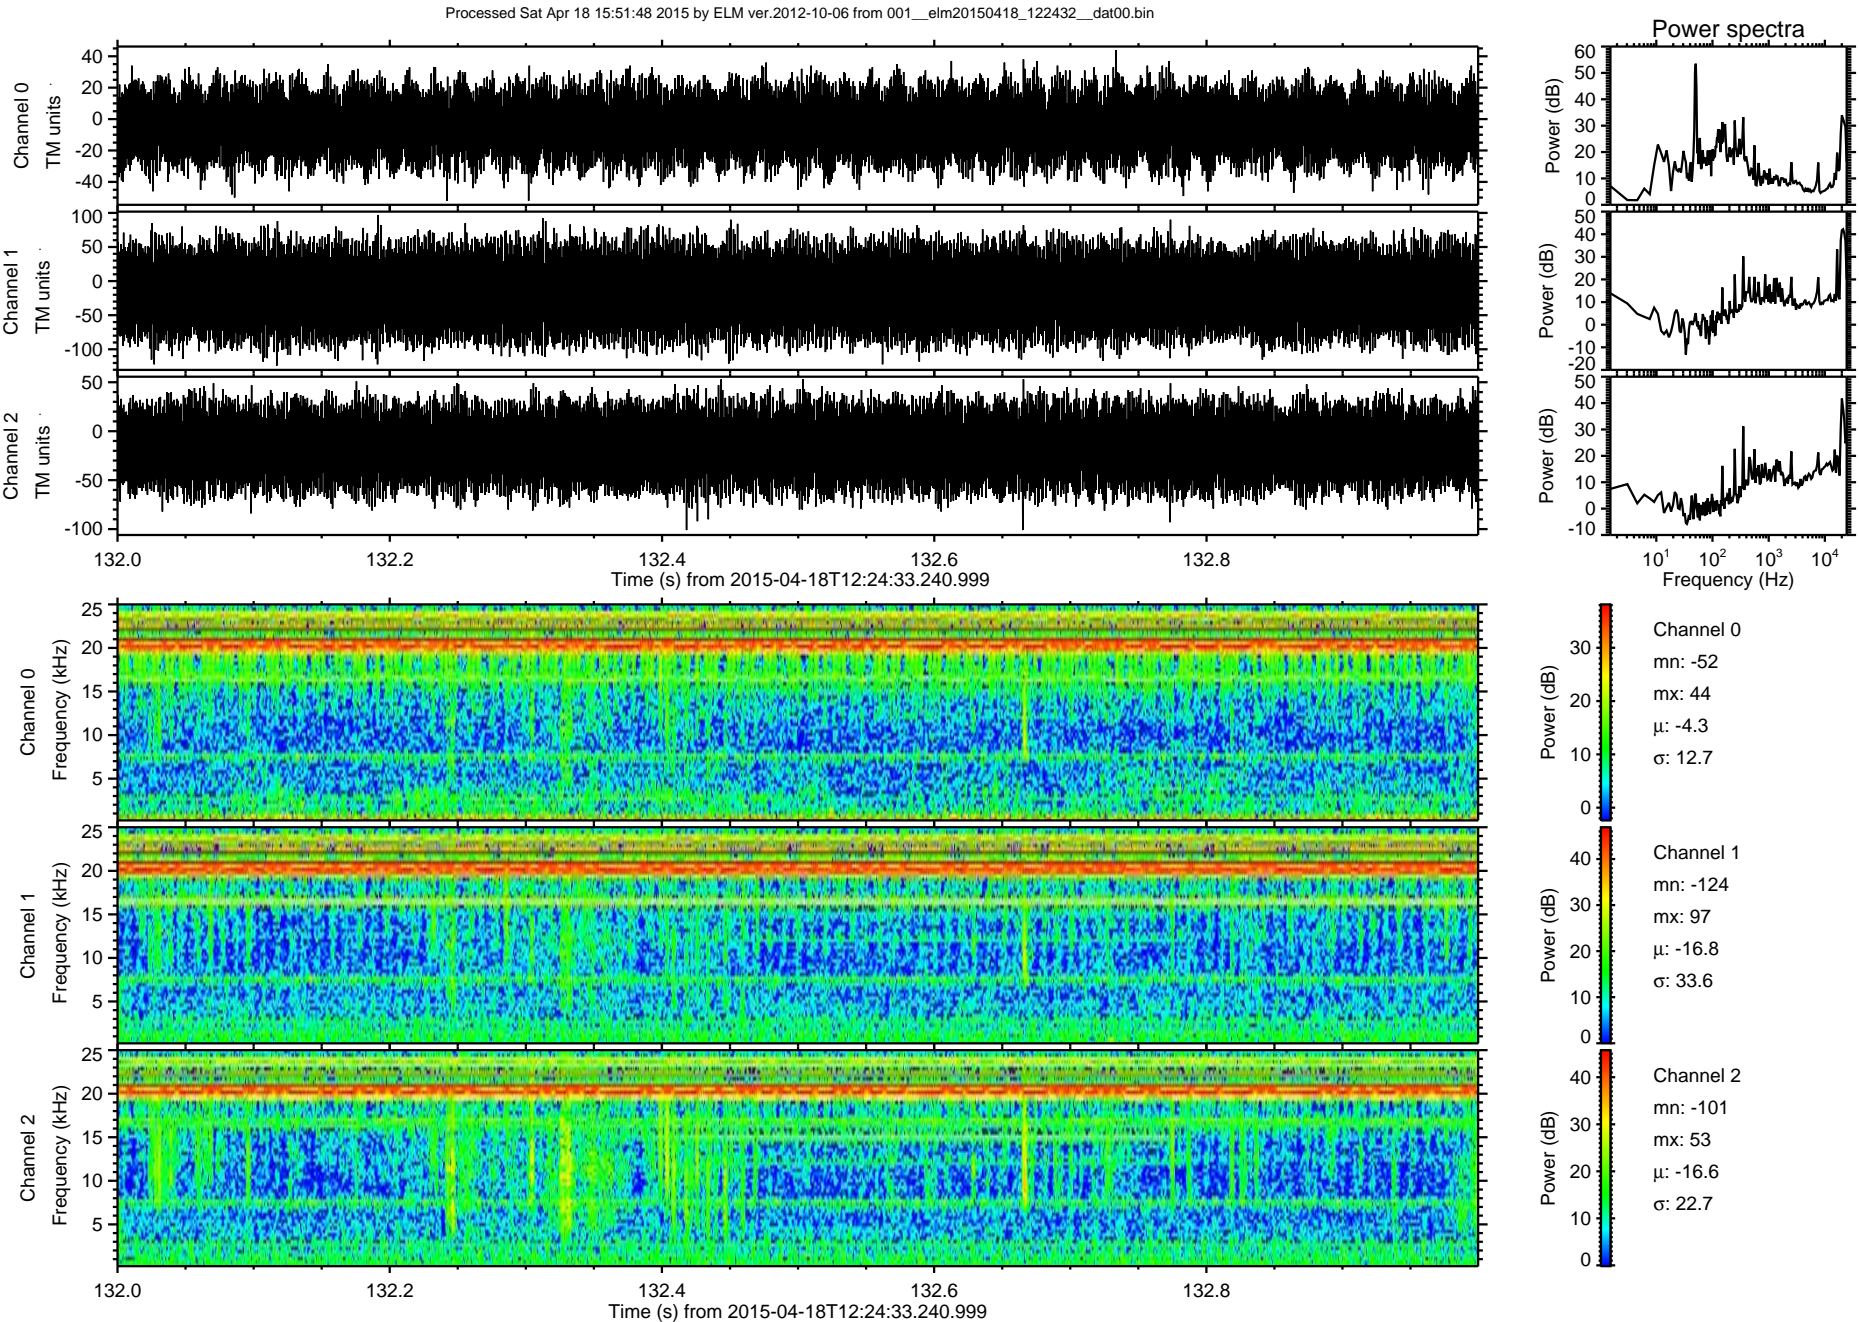 Processed Sat Apr 18 15:51:48 2015 by ELM ver.2012-10-06 from 001__elm20150418_122432__dat00.bin
Power spectra
Channel 0
TM units
40
20
0
-20
-40
Power (dB)
60
50
40
30
20
10
0
Channel 1
TM units
100
50
0
-50
-100
Power (dB)
50
40
30
20
10
0
-10
-20
Channel 2
TM units
50
0
-50
-100
Power (dB)
50
40
30
20
10
0
-10
132.0 132.2 132.4 132.6 132.8
Time (s) from 2015-04-18T12:24:33.240.999
10¹ 10² 10³ 10⁴
Frequency (Hz)
Channel 0
Frequency (kHz)
25
20
15
10
5
Power (dB)
30
20
10
0
Channel 0
mn: -52
mx: 44
μ: -4.3
σ: 12.7
Channel 1
Frequency (kHz)
25
20
15
10
5
Power (dB)
40
30
20
10
0
Channel 1
mn: -124
mx: 97
μ: -16.8
σ: 33.6
Channel 2
Frequency (kHz)
25
20
15
10
5
Power (dB)
40
30
20
10
0
Channel 2
mn: -101
mx: 53
μ: -16.6
σ: 22.7
132.0 132.2 132.4 132.6 132.8
Time (s) from 2015-04-18T12:24:33.240.999